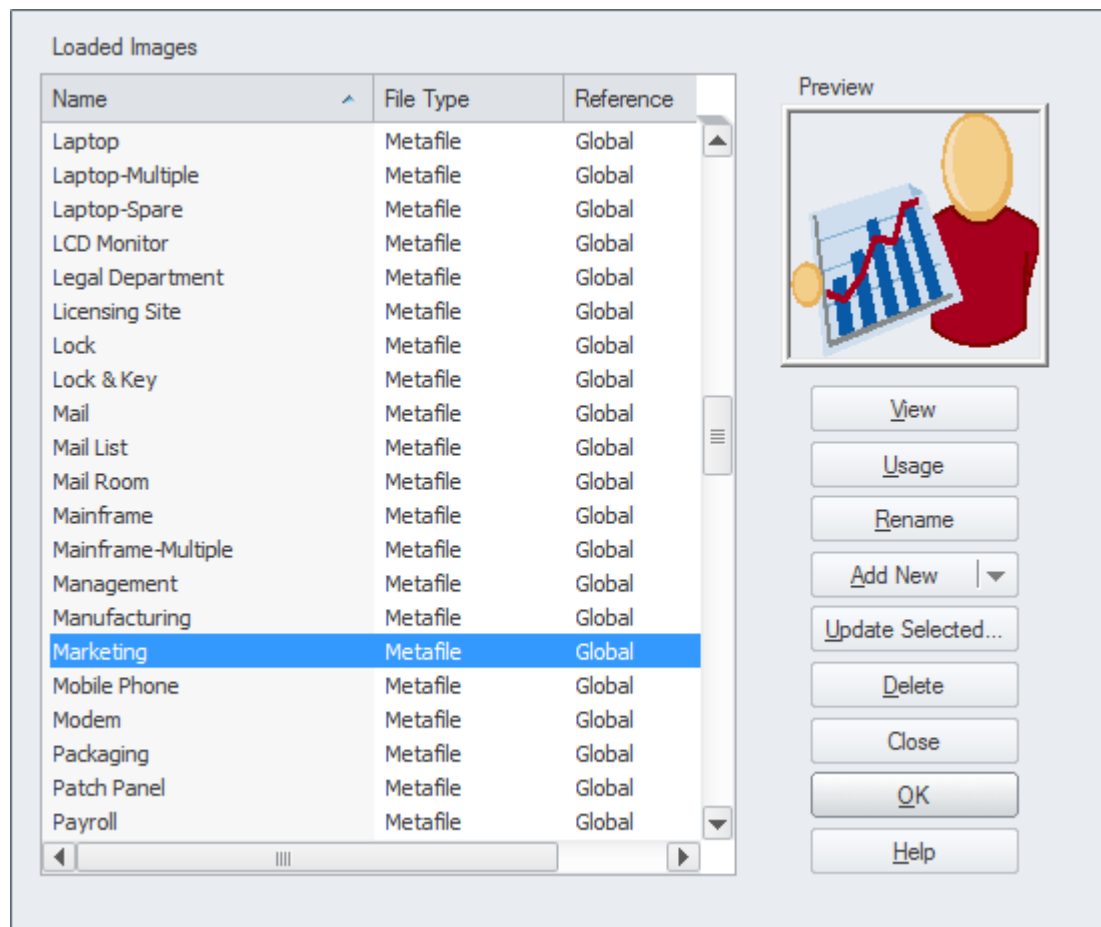 Loaded Images
Name File Type Reference
Laptop Metafile Global
Laptop-Multiple Metafile Global
Laptop-Spare Metafile Global
LCD Monitor Metafile Global
Legal Department Metafile Global
Licensing Site Metafile Global
Lock Metafile Global
Lock & Key Metafile Global
Mail Metafile Global
Mail List Metafile Global
Mail Room Metafile Global
Mainframe Metafile Global
Mainframe-Multiple Metafile Global
Management Metafile Global
Manufacturing Metafile Global
Marketing Metafile Global
Mobile Phone Metafile Global
Modem Metafile Global
Packaging Metafile Global
Patch Panel Metafile Global
Payroll Metafile Global
Preview
View
Usage
Rename
Add New
Update Selected...
Delete
Close
OK
Help